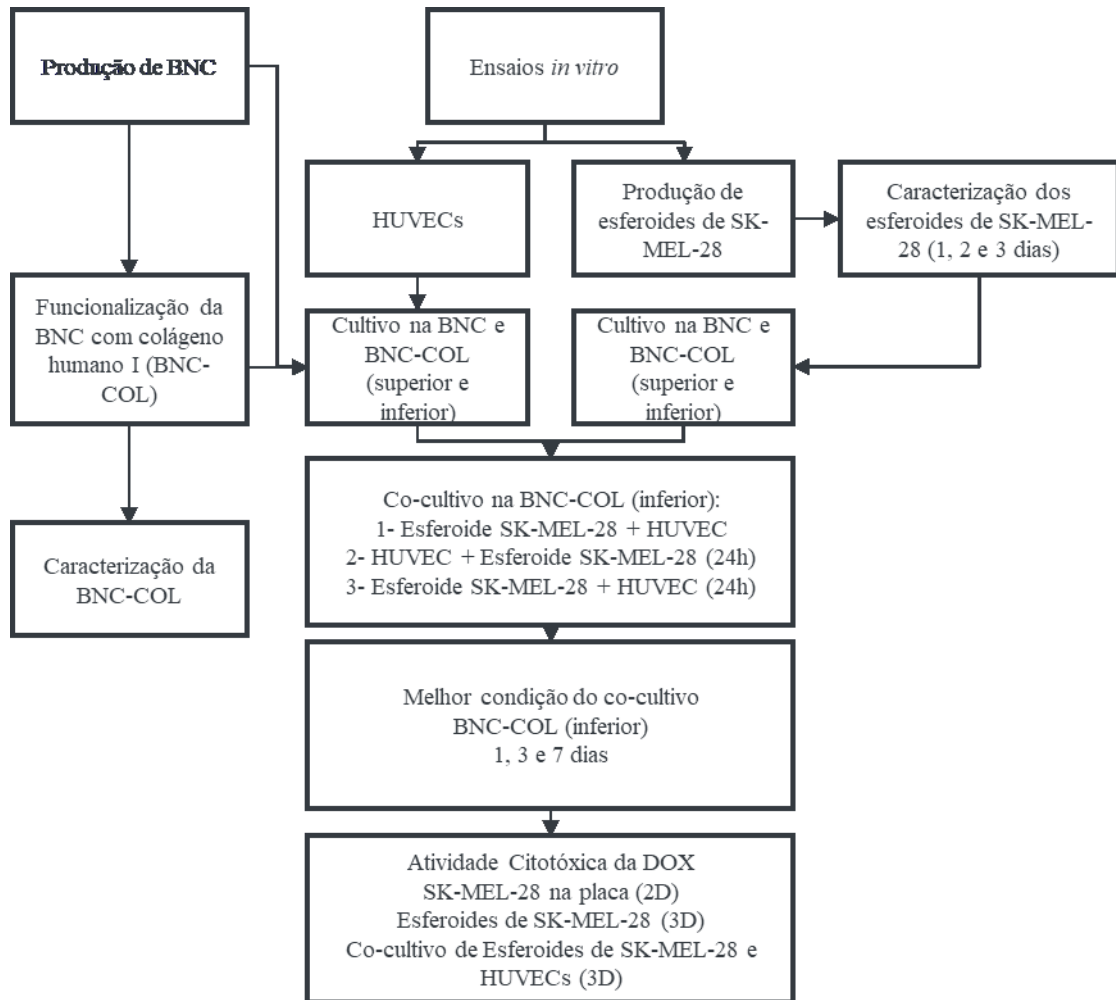 Produção de BNC
Ensaios in vitro
HUVECs
Produção de
esferoides de SK-
MEL-28
Caracterização dos
esferoides de SK-MEL-
28 (1, 2 e 3 dias)
Funcionalização da
BNC com colágeno
humano I (BNC-
COL)
Cultivo na BNC e
BNC-COL
(superior e
inferior)
Cultivo na BNC e
BNC-COL
(superior e
inferior)
Caracterização da
BNC-COL
Co-cultivo na BNC-COL (inferior):
1- Esferoide SK-MEL-28 + HUVEC
2- HUVEC + Esferoide SK-MEL-28 (24h)
3- Esferoide SK-MEL-28 + HUVEC (24h)
Melhor condição do co-cultivo
BNC-COL (inferior)
1, 3 e 7 dias
Atividade Citotóxica da DOX
SK-MEL-28 na placa (2D)
Esferoides de SK-MEL-28 (3D)
Co-cultivo de Esferoides de SK-MEL-28 e
HUVECs (3D)